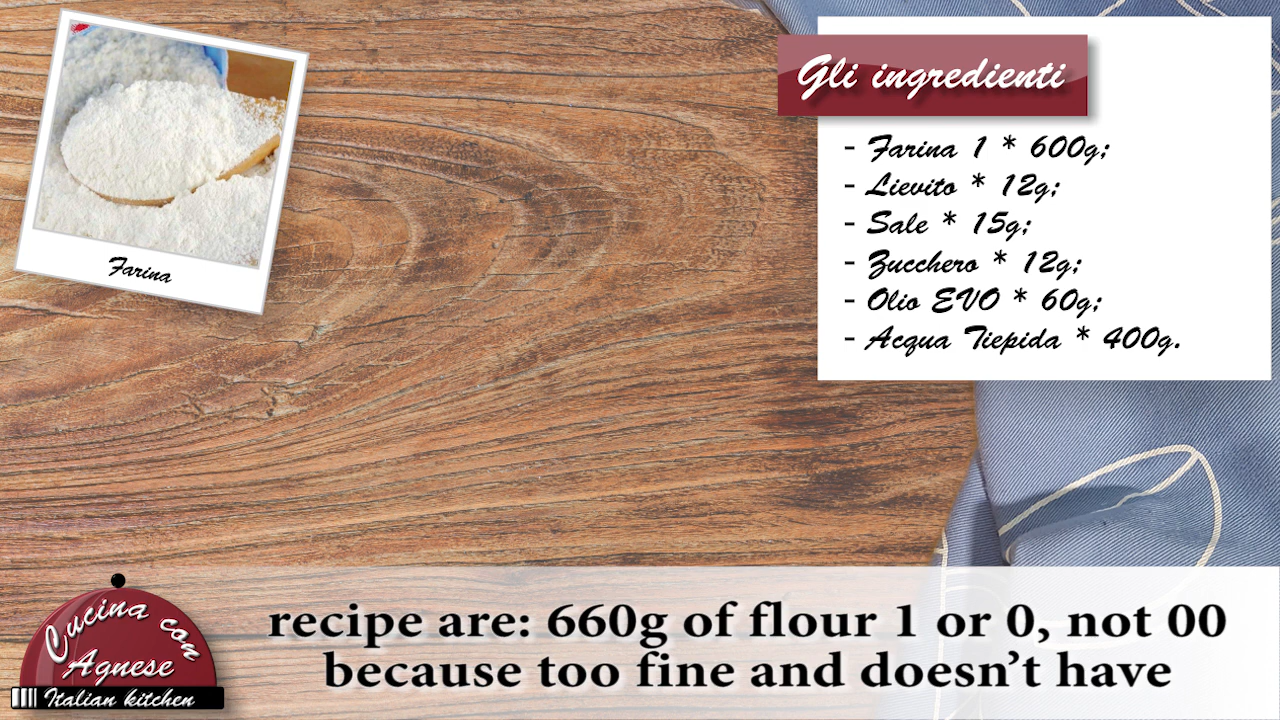 Farina
Gli ingredienti
- Farina 1 * 600g;
- Lievito * 12g;
- Sale * 15g;
- Zucchero * 12g;
- Olio EVO * 60g;
- Acqua Tiepida * 400g.
recipe are: 660g of flour 1 or 0, not 00
because too fine and doesn't have
Cucina con
Agnese
Italian kitchen